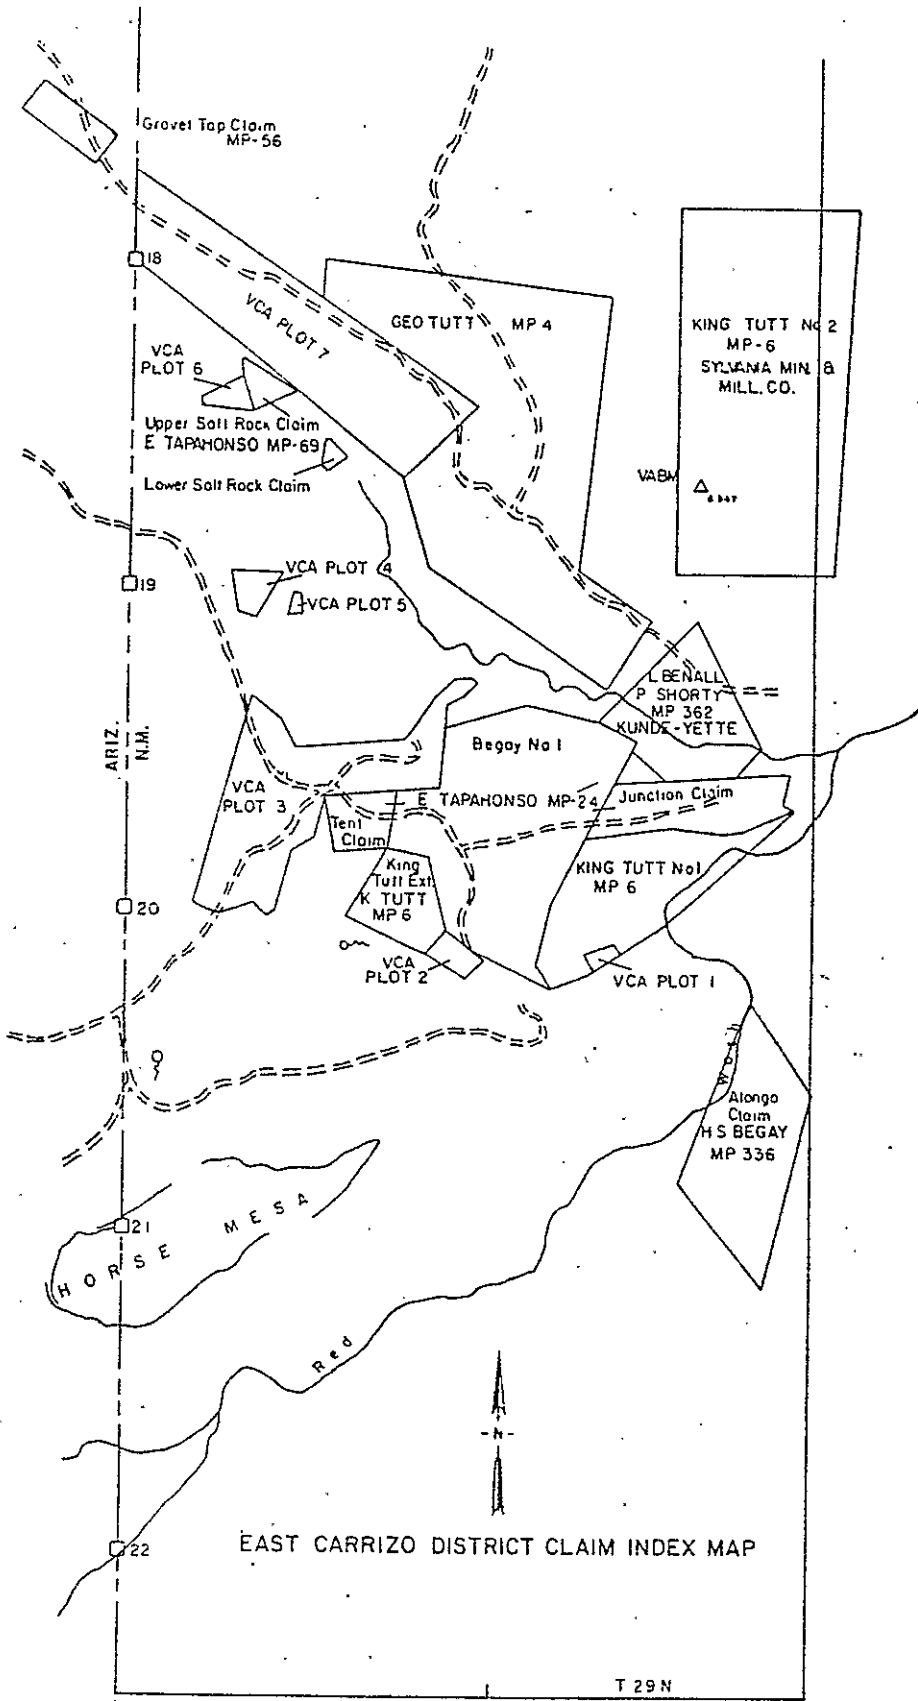 Gravel Top Claim
MP-56
18
VCA PLOT 7
GEO TUTT MP 4
KING TUTT No 2
MP-6
SYLVANIA MIN. &
MILL. CO.
VCA
PLOT 6
Upper Salt Rock Claim
E TAPAHONSO MP-69
Lower Salt Rock Claim
VABM
19
VCA PLOT 4
VCA PLOT 5
L BENALL
P SHORTY
MP 362
KUNDE-YETTE
ARIZ.
N.M.
Begay No 1
VCA
PLOT 3
E TAPAHONSO MP-24
Junction Claim
Tent
Claim
King
Tutt Ext.
K TUTT
MP 6
KING TUTT No 1
MP 6
20
VCA
PLOT 2
VCA PLOT 1
Wash
Alongo
Claim
H S BEGAY
MP 336
21
HORSE MESA
Red
-N-
22
EAST CARRIZO DISTRICT CLAIM INDEX MAP
T 29 N